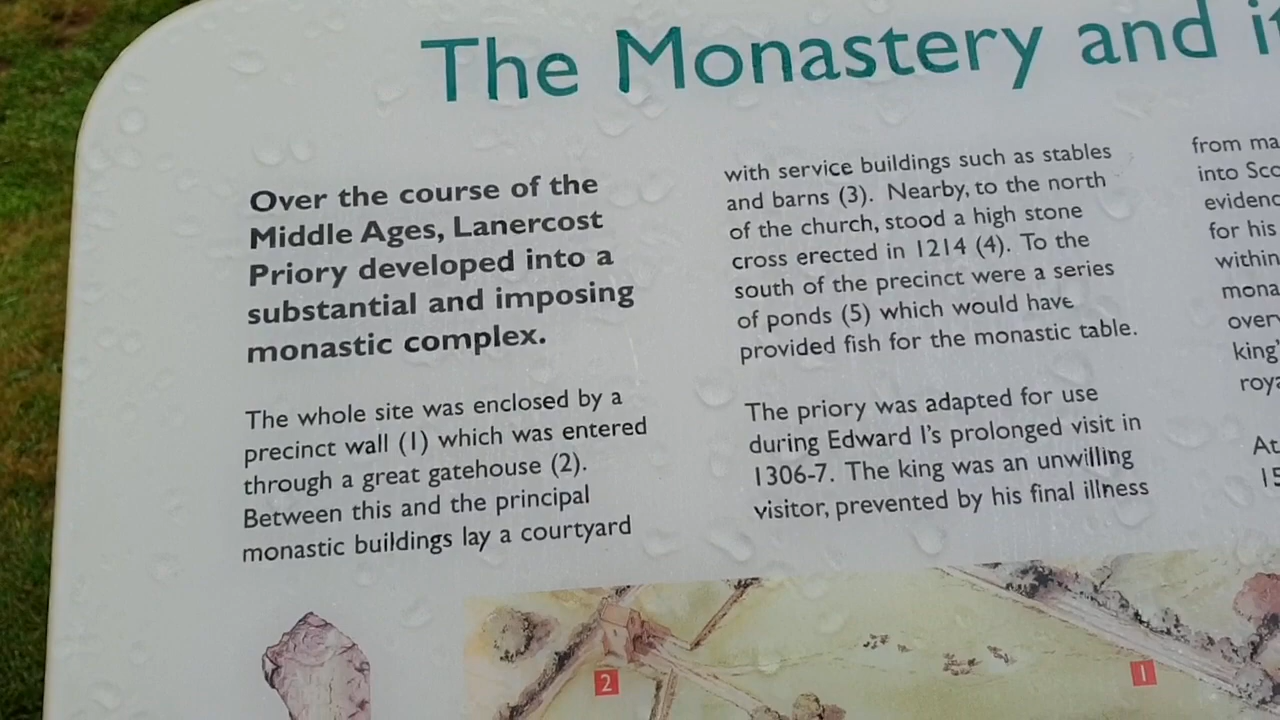 The Monastery and
Over the course of the
Middle Ages, Lanercost
Priory developed into a
substantial and imposing
monastic complex.
The whole site was enclosed by a
precinct wall (1) which was entered
through a great gatehouse (2).
Between this and the principal
monastic buildings lay a courtyard
with service buildings such as stables
and barns (3). Nearby, to the north
of the church, stood a high stone
cross erected in 1214 (4). To the
south of the precinct were a series
of ponds (5) which would have
provided fish for the monastic table.
The priory was adapted for use
during Edward I's prolonged visit in
1306-7. The king was an unwilling
visitor, prevented by his final illness
from
into
for his
within
At
2
1